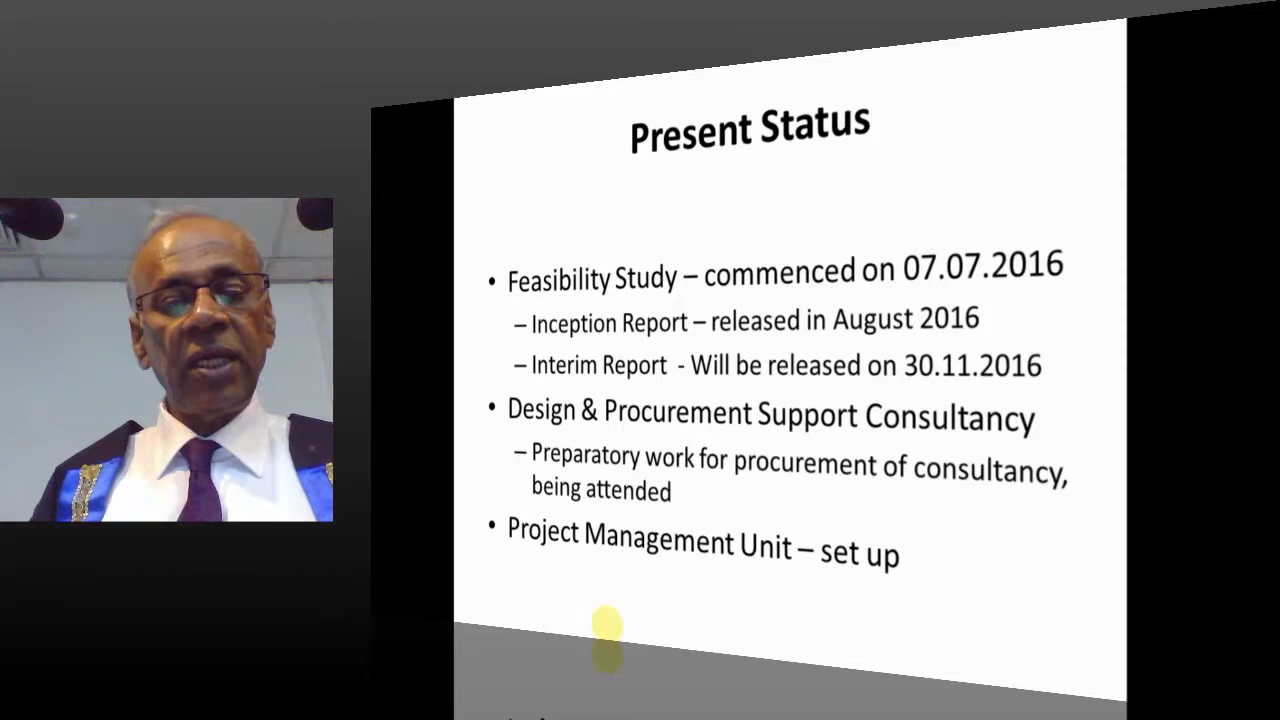 Present Status
• Feasibility Study – commenced on 07.07.2016
– Inception Report – released in August 2016
– Interim Report - Will be released on 30.11.2016
• Design & Procurement Support Consultancy
– Preparatory work for procurement of consultancy,
being attended
• Project Management Unit – set up